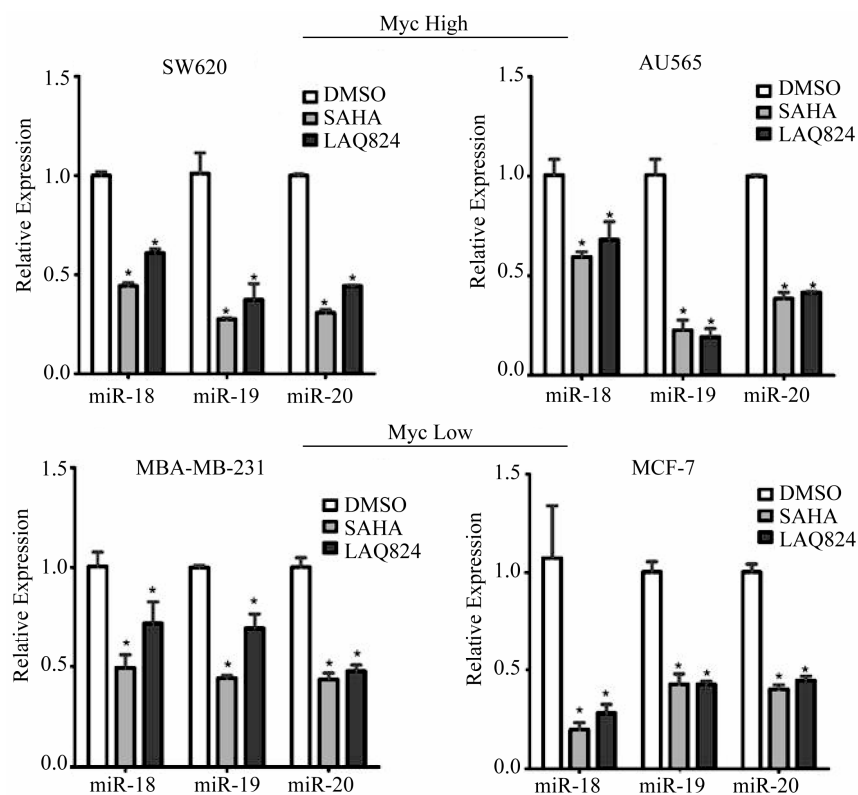 Myc High
SW620
1.5
1.0
0.5
0.0
Relative Expression
DMSO
SAHA
LAQ824
* * * * * *
miR-18 miR-19 miR-20
AU565
1.5
1.0
0.5
0.0
Relative Expression
DMSO
SAHA
LAQ824
* * * * * *
miR-18 miR-19 miR-20
Myc Low
MBA-MB-231
1.5
1.0
0.5
0.0
Relative Expression
DMSO
SAHA
LAQ824
* * * * * *
miR-18 miR-19 miR-20
MCF-7
1.5
1.0
0.5
0.0
Relative Expression
DMSO
SAHA
LAQ824
* * * * * *
miR-18 miR-19 miR-20